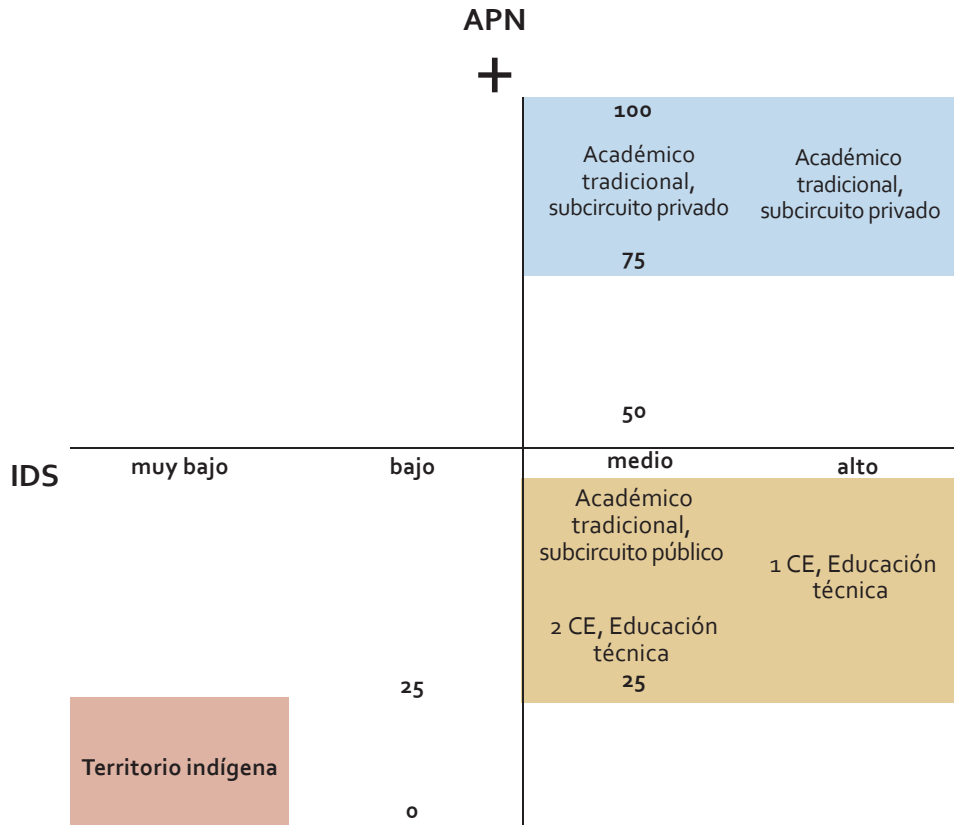 APN
+
100
Académico
tradicional,
subcircuito privado
Académico
tradicional,
subcircuito privado
75
50
IDS
muy bajo
bajo
medio
alto
Académico
tradicional,
subcircuito público
1 CE, Educación
técnica
2 CE, Educación
técnica
25
25
Territorio indígena
0